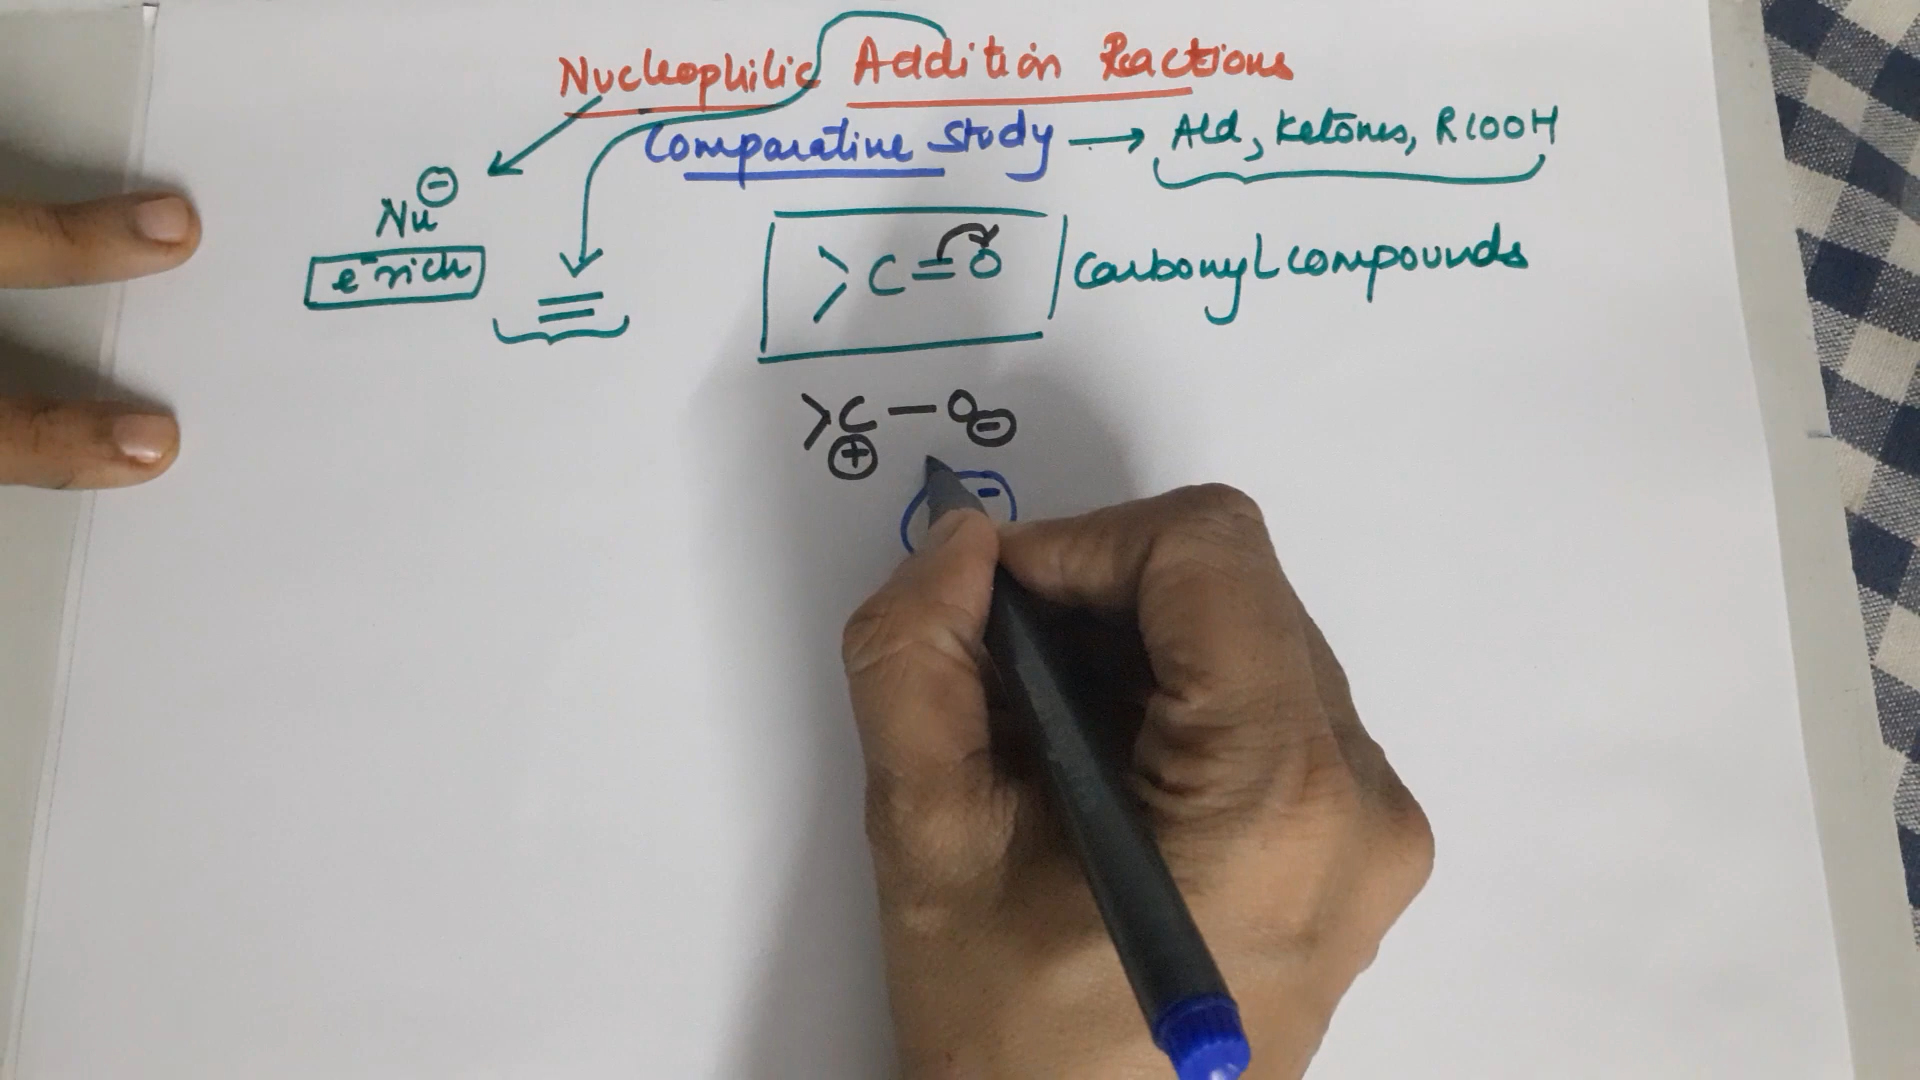 Nucleophilic Addition Reactions
Comparative Study → Ald, Ketones, RCOOH
Nu⊖
e⁻ rich
>C=O / Carbonyl compounds
>C—O
⊕ ⊖
-